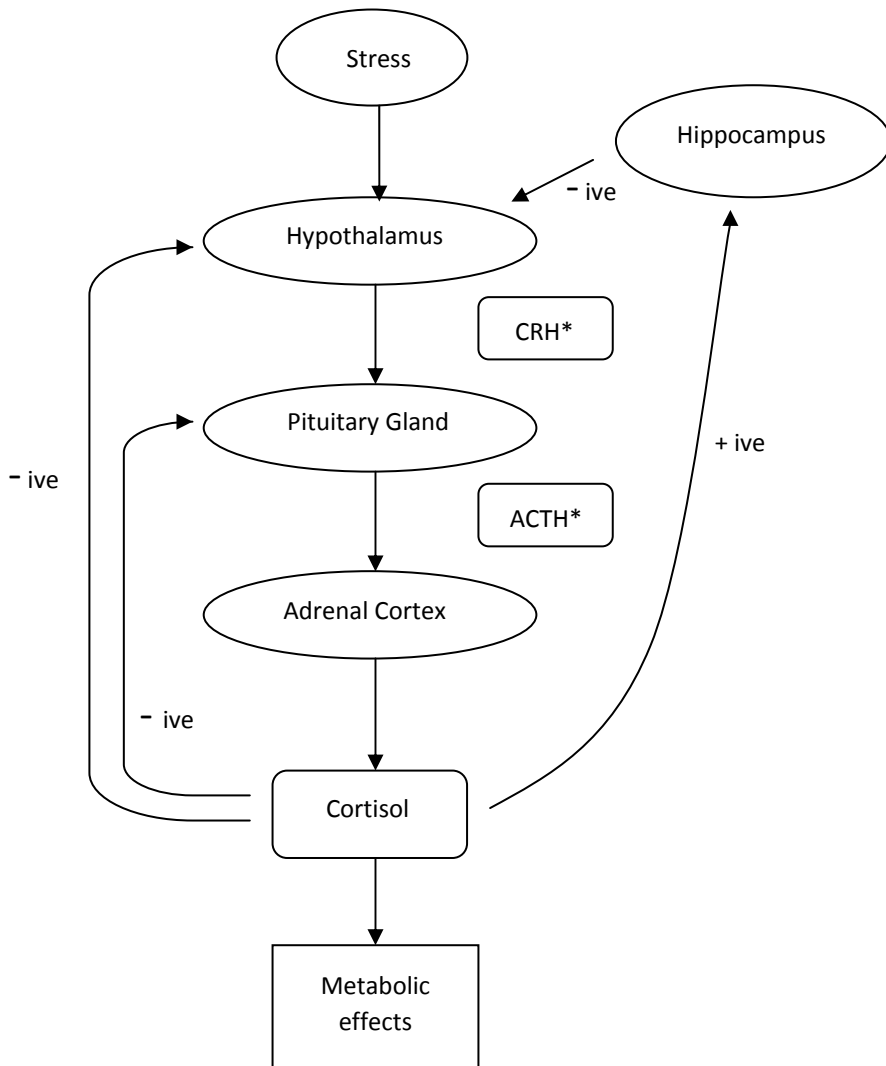 Stress
Hippocampus
- ive
Hypothalamus
CRH*
Pituitary Gland
+ ive
- ive
ACTH*
Adrenal Cortex
- ive
Cortisol
Metabolic
effects